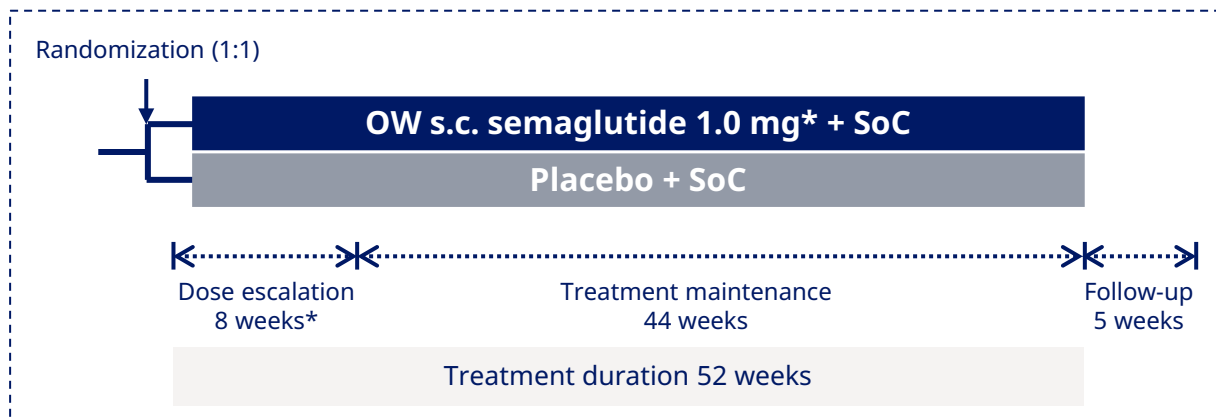 Randomization (1:1)
OW s.c. semaglutide 1.0 mg* + SoC
Placebo + SoC
Dose escalation
8 weeks*
Treatment maintenance
44 weeks
Follow-up
5 weeks
Treatment duration 52 weeks